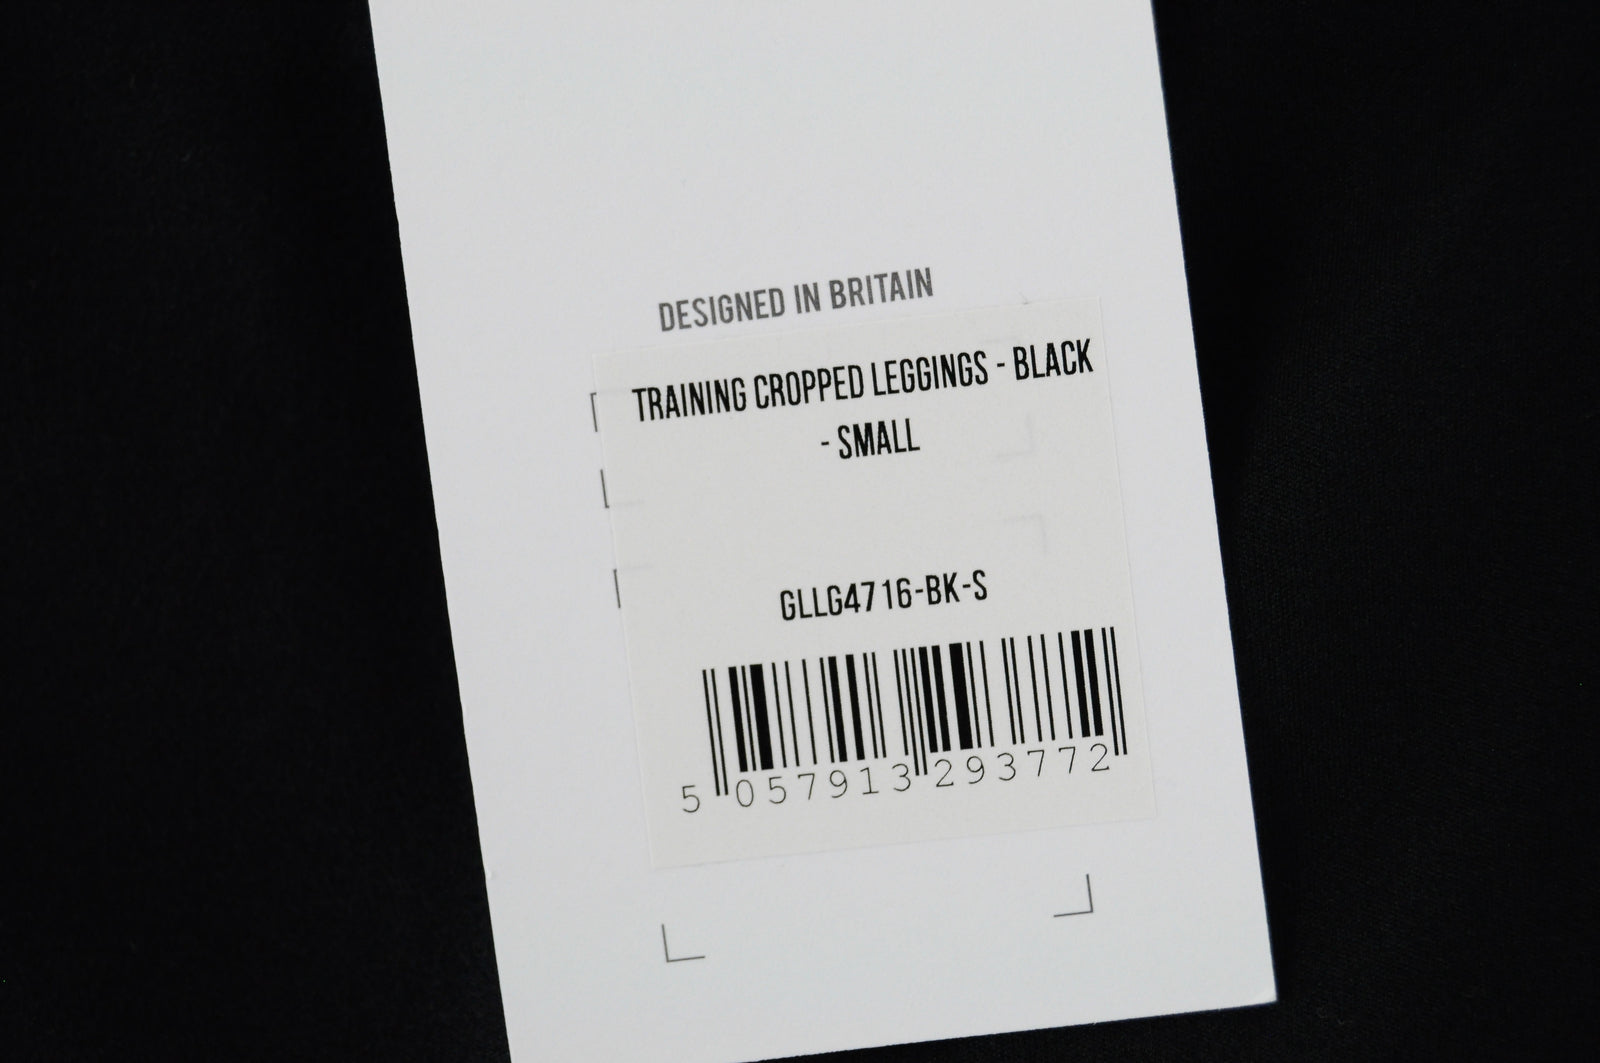 DESIGNED IN BRITAIN
TRAINING CROPPED LEGGINGS - BLACK
- SMALL
GLLG4716-BK-S
5 057913 293772